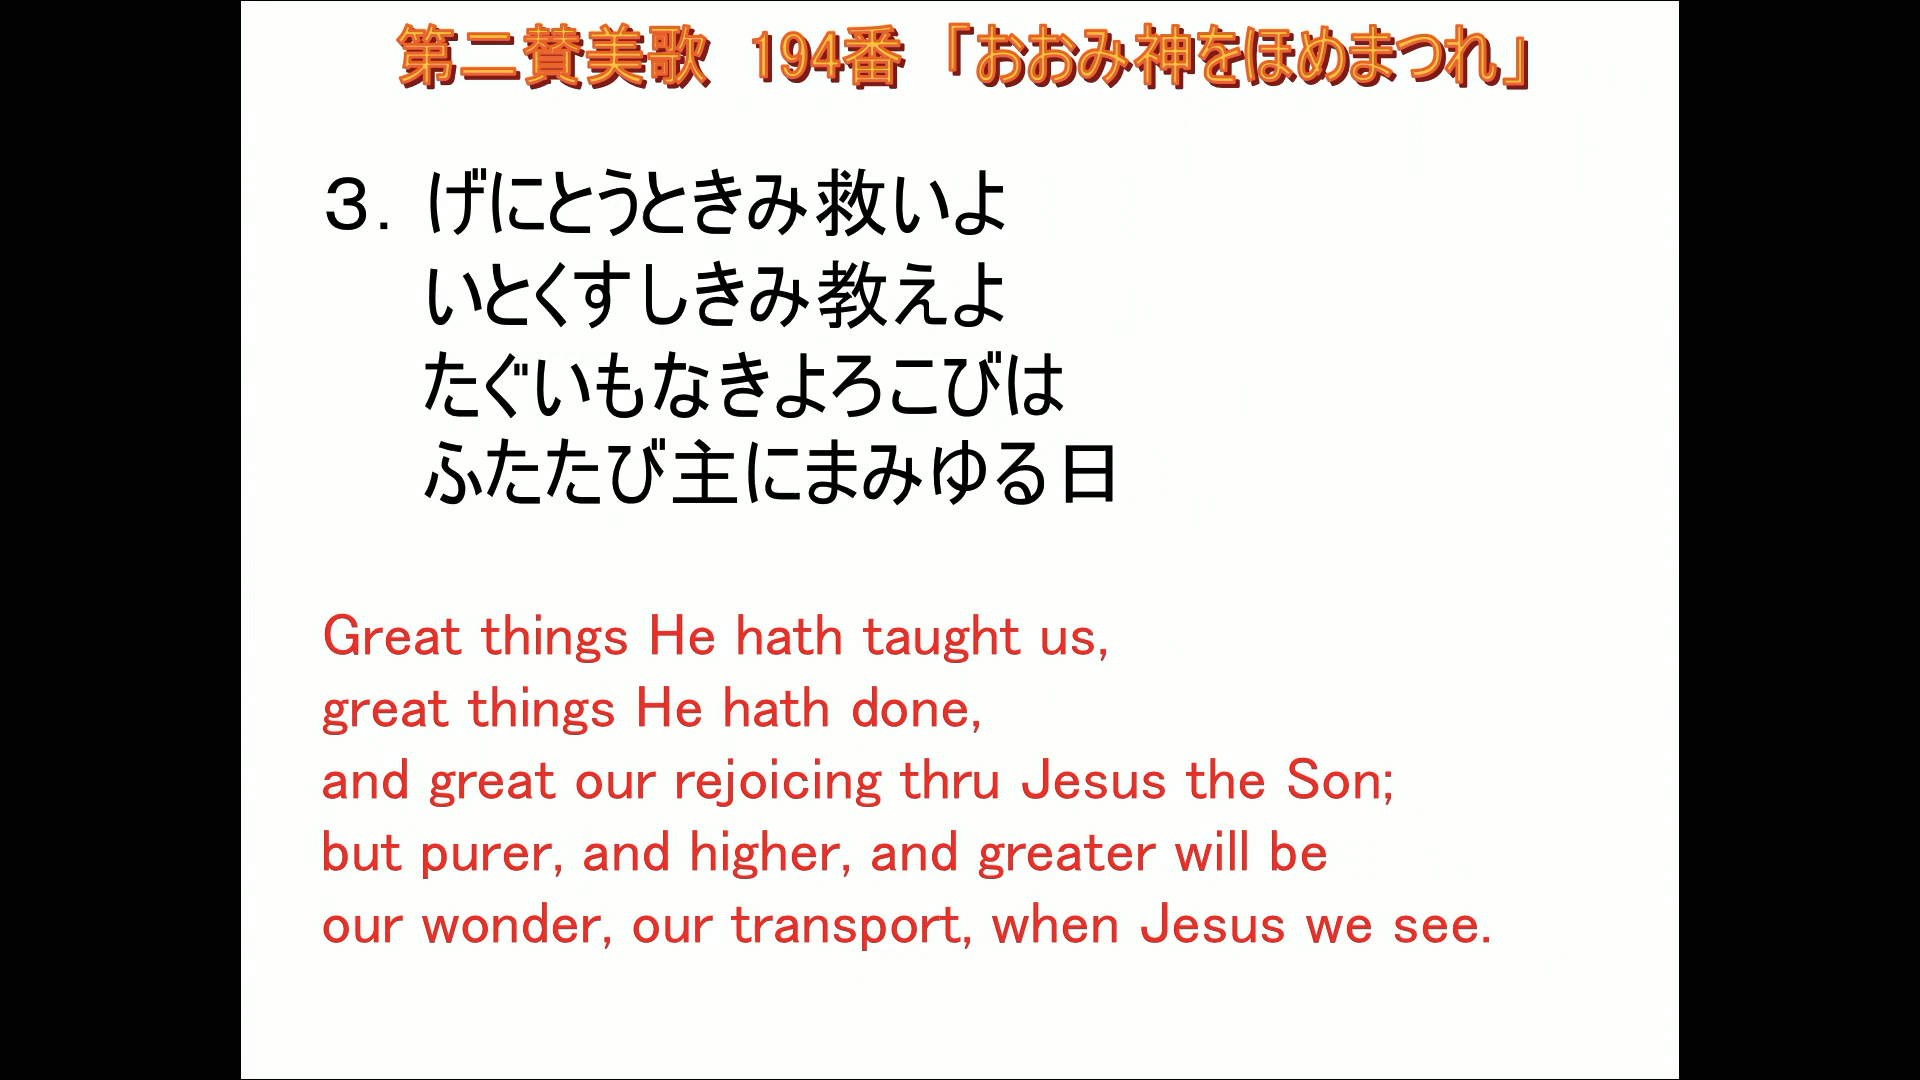 第二賛美歌　194番 「おおみ神をほめまつれ」
３．げにとうときみ救いよ
いとくすしきみ教えよ
たぐいもなきよろこびは
ふたたび主にまみゆる日
Great things He hath taught us,
great things He hath done,
and great our rejoicing thru Jesus the Son;
but purer, and higher, and greater will be
our wonder, our transport, when Jesus we see.